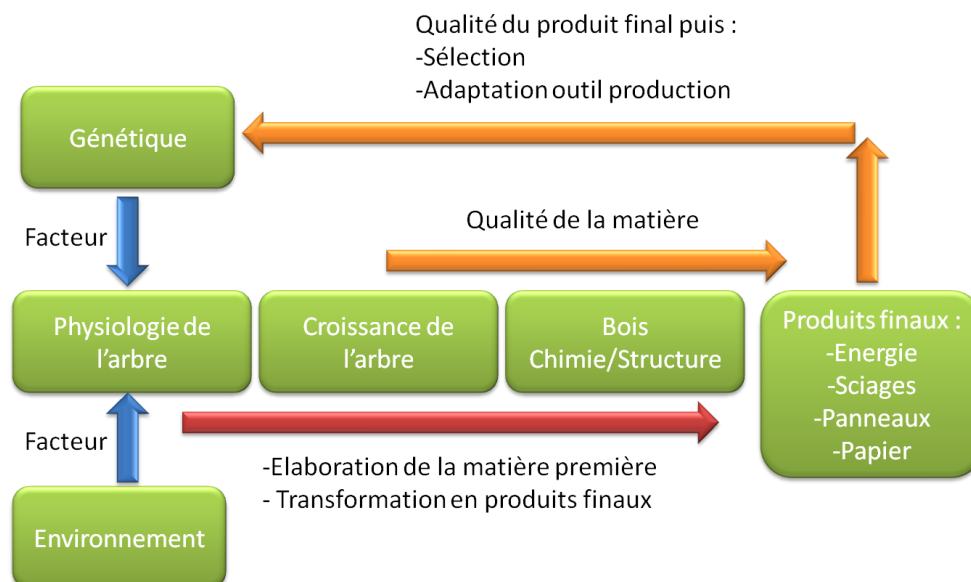 Qualité du produit final puis :
-Sélection
-Adaptation outil production
Génétique
Facteur
Qualité de la matière
Physiologie de
l'arbre
Croissance de
l'arbre
Bois
Chimie/Structure
Produits finaux :
-Energie
-Sciages
-Panneaux
-Papier
Facteur
-Elaboration de la matière première
- Transformation en produits finaux
Environnement